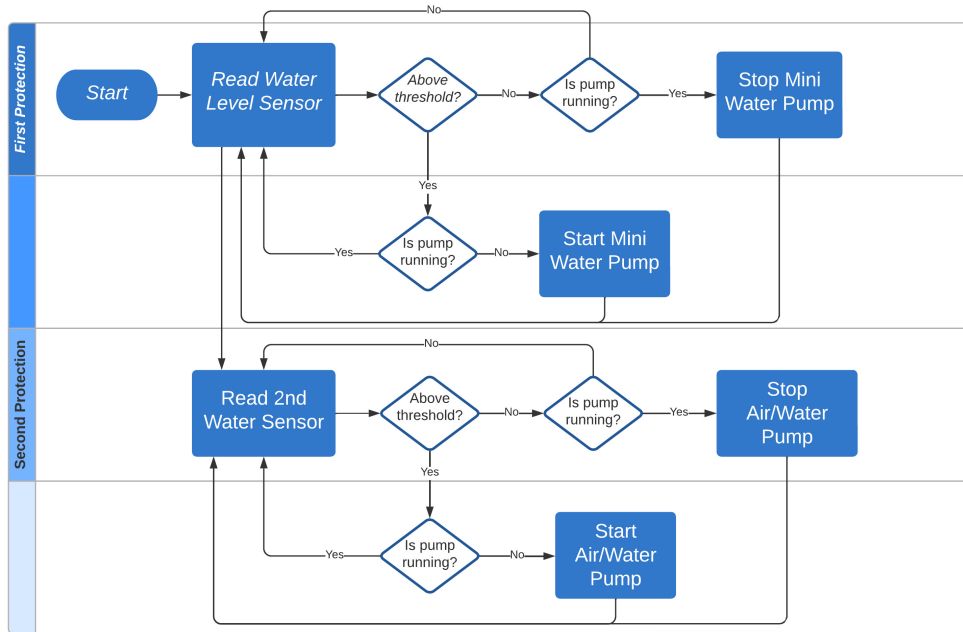 No
First Protection
Start
Read Water
Level Sensor
Above
threshold?
No
Is pump
running?
Yes
Stop Mini
Water Pump
Yes
Yes
Is pump
running?
No
Start Mini
Water Pump
Second Protection
No
Read 2nd
Water Sensor
Above
threshold?
No
Is pump
running?
Yes
Stop
Air/Water
Pump
Yes
Yes
Is pump
running?
No
Start
Air/Water
Pump